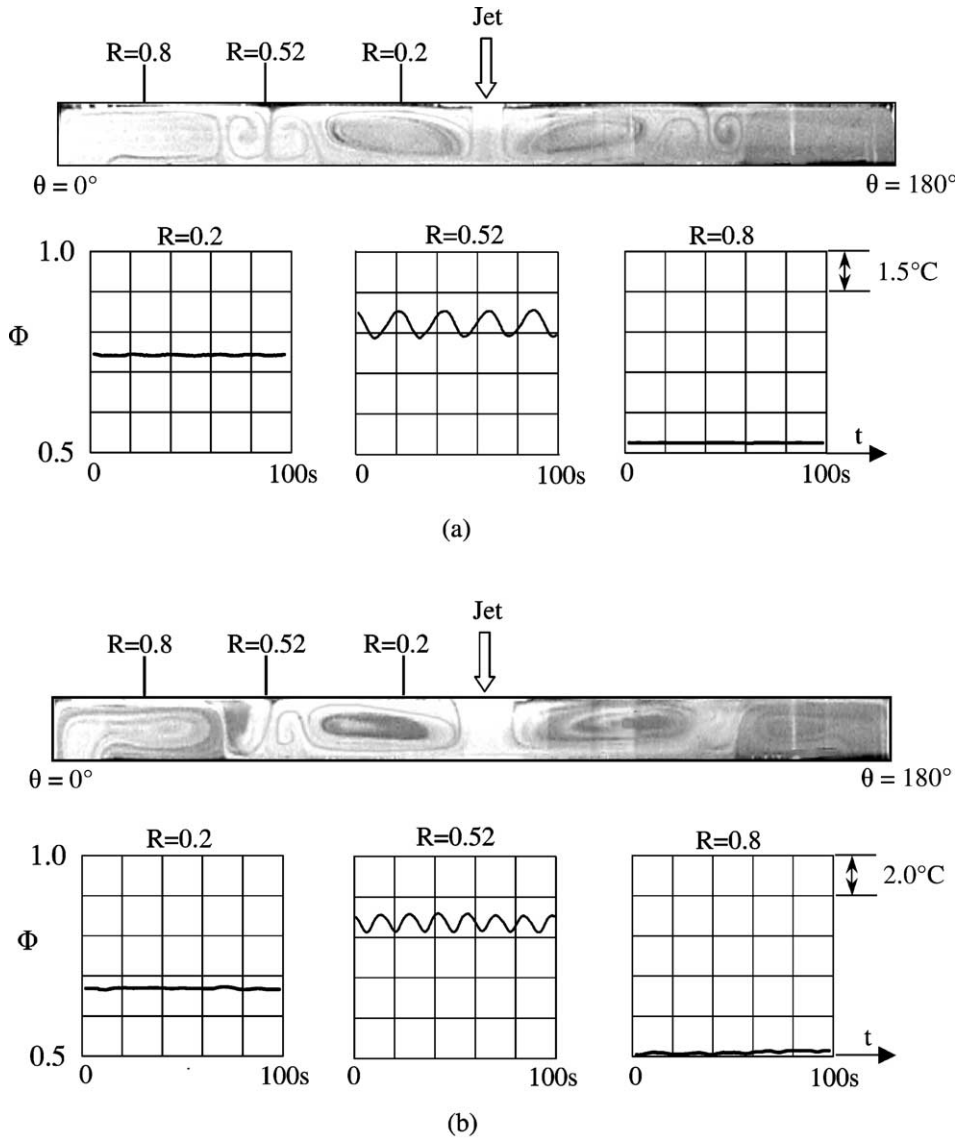 Jet
R=0.8 R=0.52 R=0.2
θ = 0° θ = 180°
R=0.2 R=0.52 R=0.8
1.0
1.5°C
Φ
0.5
t
0 100s 0 100s 0 100s
(a)
Jet
R=0.8 R=0.52 R=0.2
θ = 0° θ = 180°
R=0.2 R=0.52 R=0.8
1.0
2.0°C
Φ
0.5
t
0 100s 0 100s 0 100s
(b)